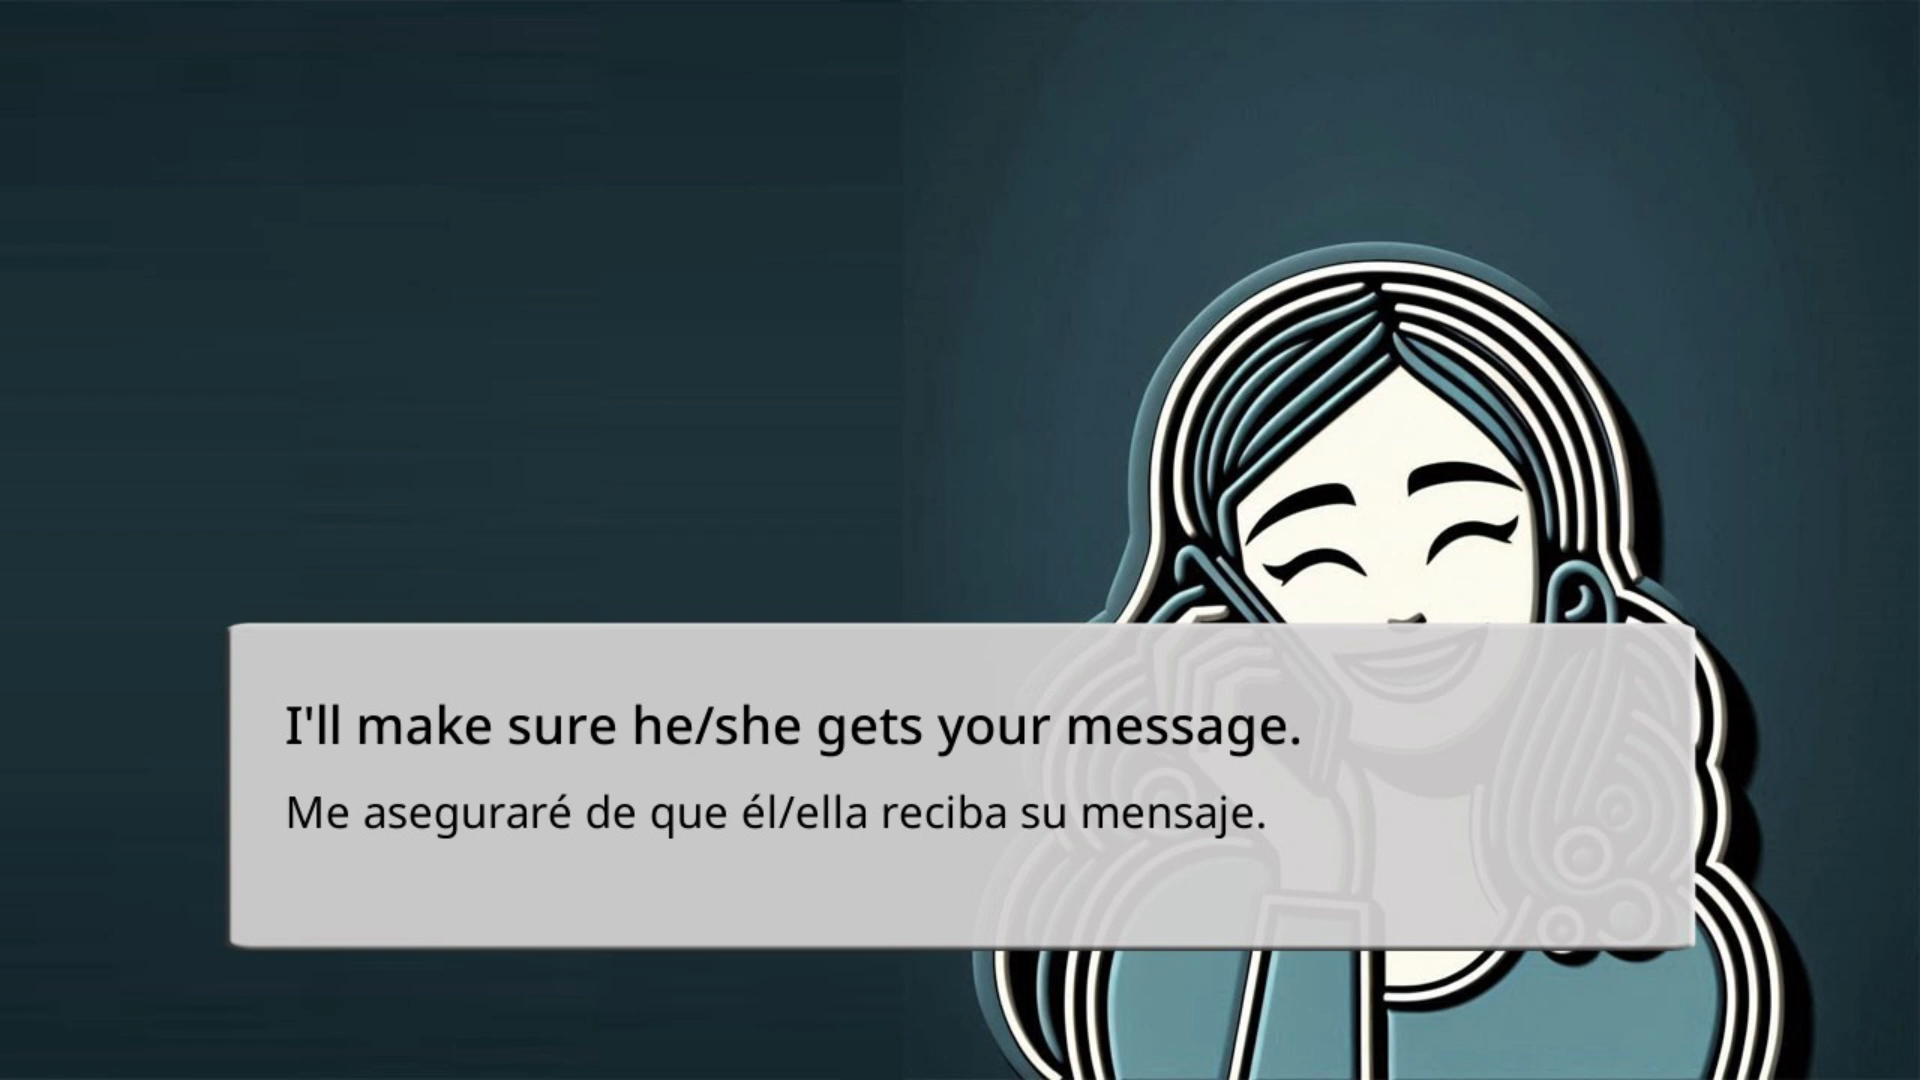 I'll make sure he/she gets your message.
Me aseguraré de que él/ella reciba su mensaje.